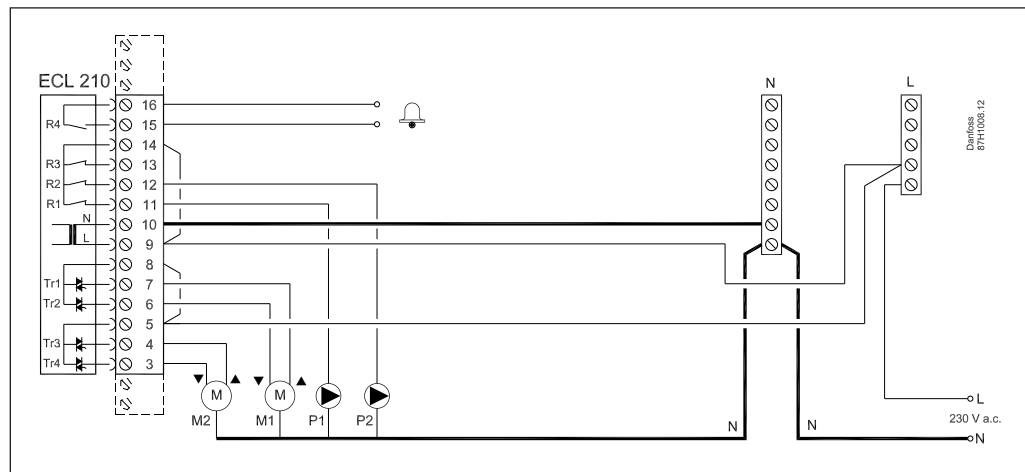 ECL 210
N
L
16
R4
15
14
R3
13
R2
12
R1
11
N
10
L
9
8
Tr1
7
Tr2
6
5
Tr3
4
Tr4
3
M
M
M2
M1
P1
P2
N
N
L
230 V a.c.
N
Danfoss
87H1008.12